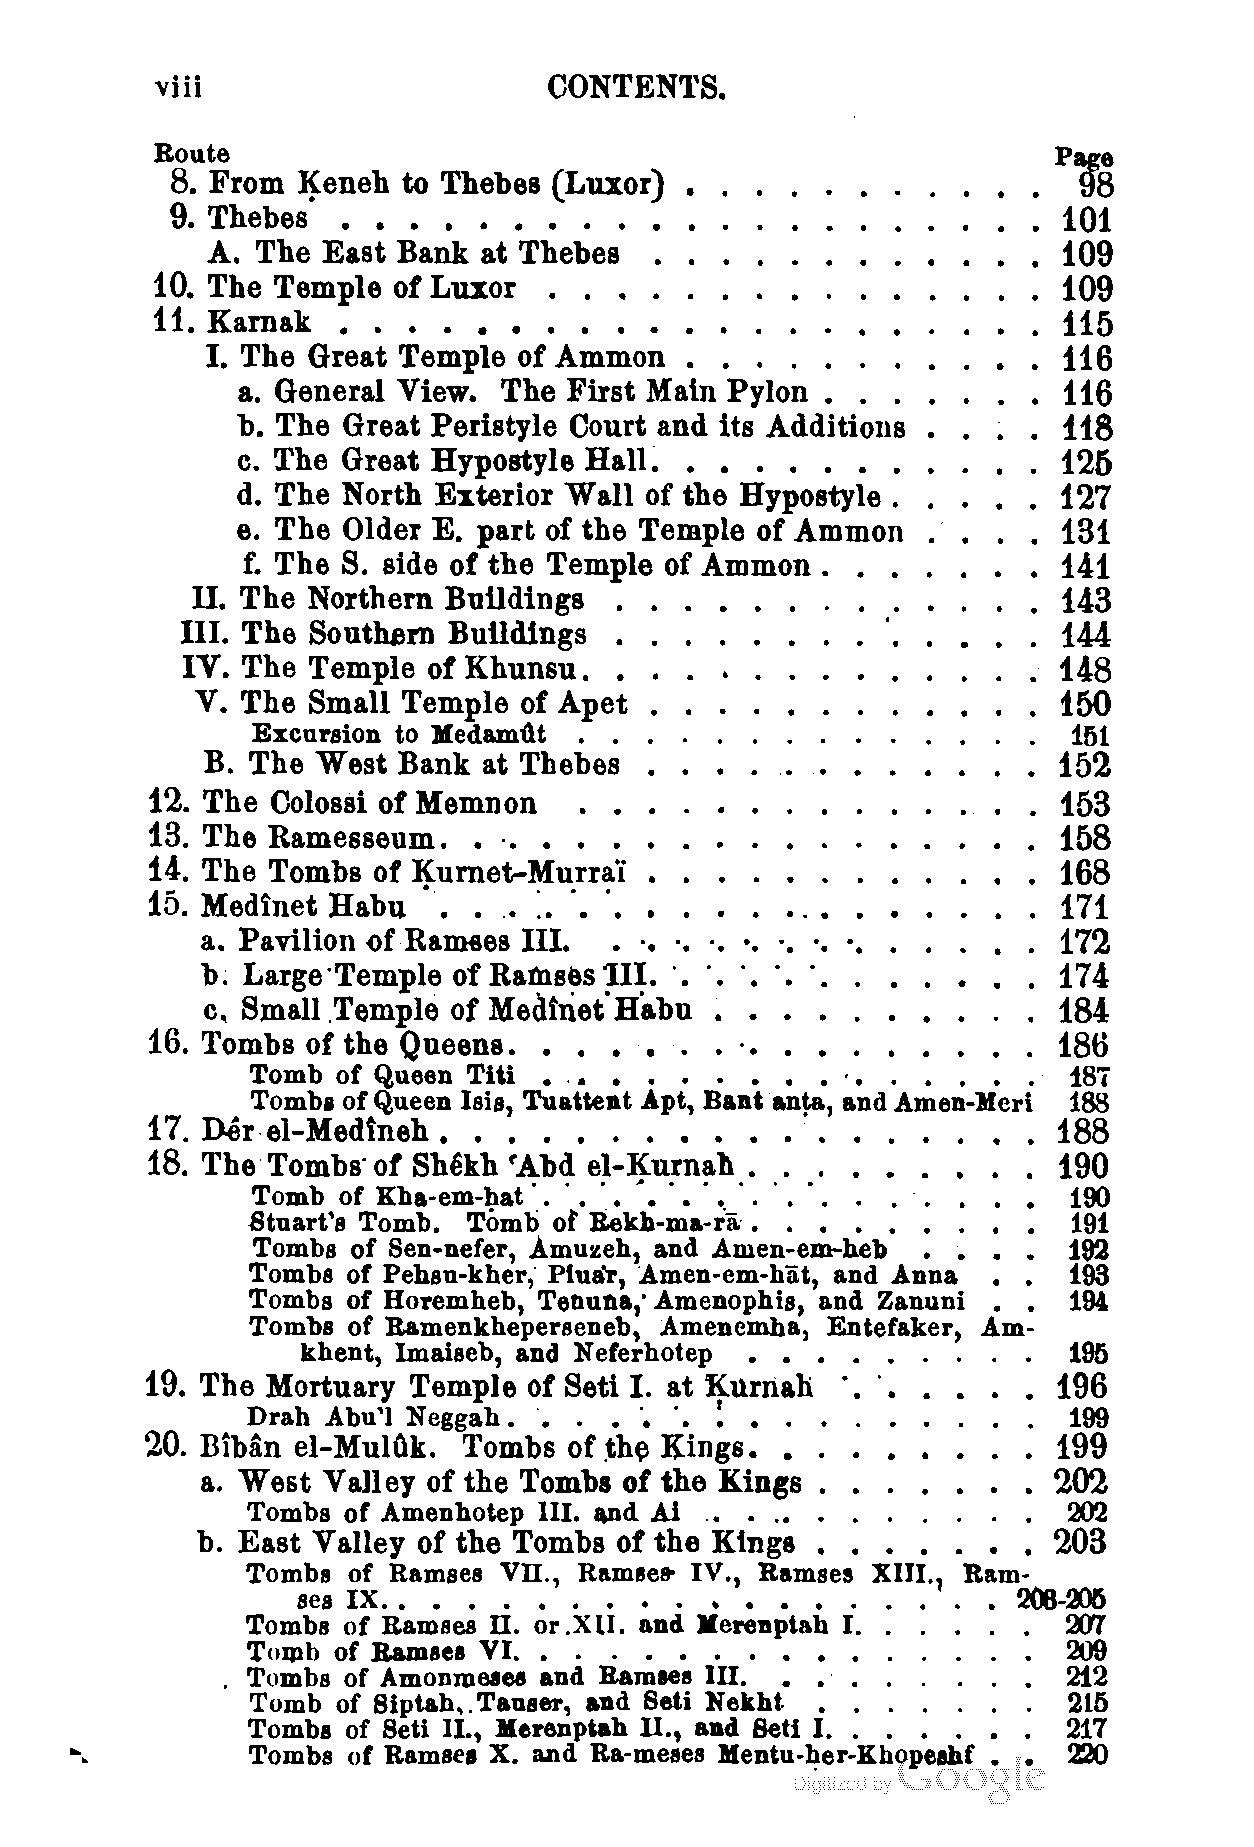 viii CONTENTS.
Route Page
8. From Ḳeneh to Thebes (Luxor) . . . . . . . . . . . 98
9. Thebes . . . . . . . . . . . . . . . . . . . . . 101
A. The East Bank at Thebes . . . . . . . . . . . . 109
10. The Temple of Luxor . . . . . . . . . . . . . . . 109
11. Karnak . . . . . . . . . . . . . . . . . . . . . 115
I. The Great Temple of Ammon . . . . . . . . . . . 116
a. General View. The First Main Pylon . . . . . . . 116
b. The Great Peristyle Court and its Additions . . . . 118
c. The Great Hypostyle Hall . . . . . . . . . . . . 125
d. The North Exterior Wall of the Hypostyle . . . . . 127
e. The Older E. part of the Temple of Ammon . . . . 131
f. The S. side of the Temple of Ammon . . . . . . . 141
II. The Northern Buildings . . . . . . . . . . . . . 143
III. The Southern Buildings . . . . . . . . . . . . . 144
IV. The Temple of Khunsu . . . . . . . . . . . . . . 148
V. The Small Temple of Apet . . . . . . . . . . . . 150
Excursion to Medamût . . . . . . . . . . . . . . 151
B. The West Bank at Thebes . . . . . . . . . . . . 152
12. The Colossi of Memnon . . . . . . . . . . . . . . 153
13. The Ramesseum . . . . . . . . . . . . . . . . . . 158
14. The Tombs of Ḳurnet-Murraï . . . . . . . . . . . . 168
15. Medînet Habu . . . . . . . . . . . . . . . . . . 171
a. Pavilion of Ramses III. . . . . . . . . . . . . . 172
b. Large Temple of Ramses III. . . . . . . . . . . . 174
c. Small Temple of Medînet Habu . . . . . . . . . . 184
16. Tombs of the Queens . . . . . . . . . . . . . . . 186
Tomb of Queen Titi . . . . . . . . . . . . . . . 187
Tombs of Queen Isis, Tuattent Apt, Bant anṭa, and Amen-Meri 188
17. Dêr el-Medîneh . . . . . . . . . . . . . . . . . . 188
18. The Tombs of Shêkh ʿAbd el-Ḳurnah . . . . . . . . . 190
Tomb of Kha-em-ḥat . . . . . . . . . . . . . . . 190
Stuart's Tomb. Tomb of Rekh-ma-rā . . . . . . . . . 191
Tombs of Sen-nefer, Amuzeh, and Amen-em-heb . . . . 192
Tombs of Pehsu-kher, Piuar, Amen-em-hāt, and Anna . . 193
Tombs of Horemheb, Tenuna, Amenophis, and Zanuni . . 194
Tombs of Ramenkheperseneb, Amenemha, Entefaker, Am-
khent, Imaiseb, and Neferhotep . . . . . . . . . 195
19. The Mortuary Temple of Seti I. at Ḳurnah . . . . . . 196
Drah Abu'l Neggah . . . . . . . . . . . . . . . . 199
20. Bîbân el-Mulûk. Tombs of the Kings . . . . . . . . . 199
a. West Valley of the Tombs of the Kings . . . . . . . 202
Tombs of Amenhotep III. and Ai . . . . . . . . . . 202
b. East Valley of the Tombs of the Kings . . . . . . . 203
Tombs of Ramses VII., Ramses IV., Ramses XIII., Ram-
ses IX. . . . . . . . . . . . . . . . . . . 203-205
Tombs of Ramses II. or XII. and Merenptah I. . . . . . 207
Tomb of Ramses VI. . . . . . . . . . . . . . . . . 209
Tombs of Amonmeses and Ramses III. . . . . . . . . 212
Tomb of Siptah, Tauser, and Seti Nekht . . . . . . . 215
Tombs of Seti II., Merenptah II., and Seti I. . . . . . . 217
Tombs of Ramses X. and Ra-meses Mentu-ḥer-Khopeshf . . 220
Digitized by Google